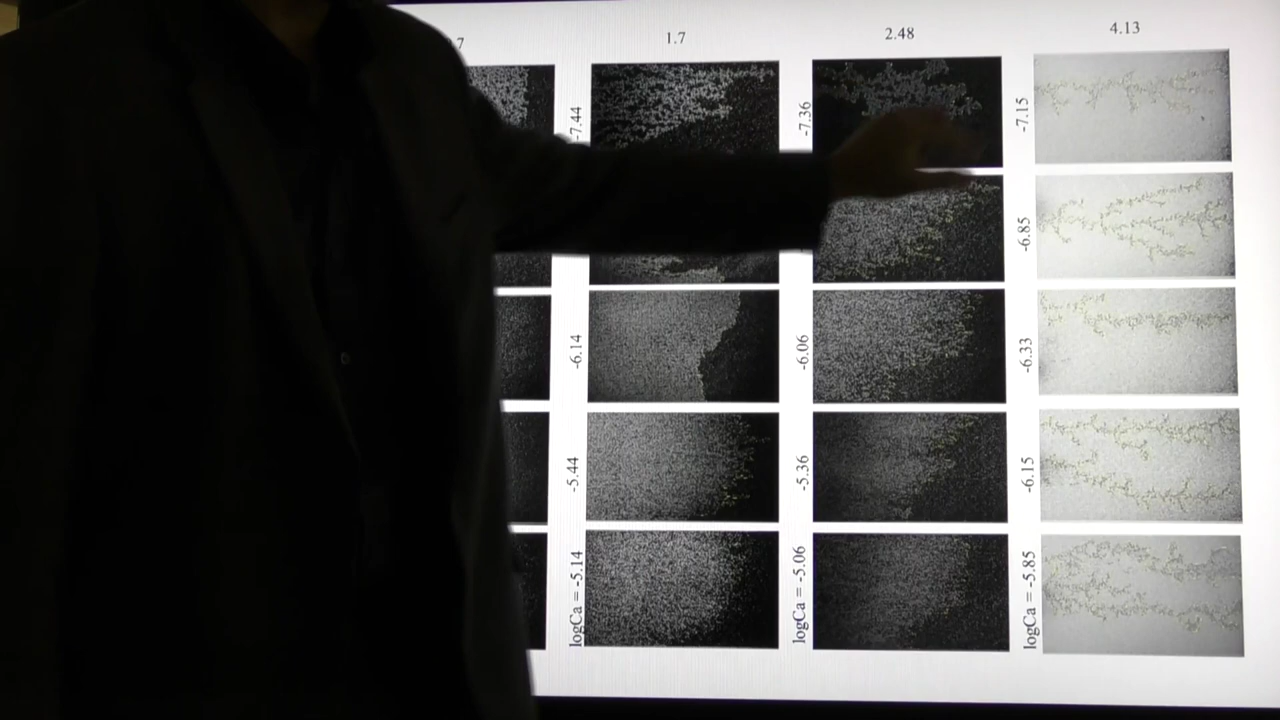 1.7 2.48 4.13
-7.44 -7.36 -7.15
-6.85
-6.14 -6.06 -6.33
-5.44 -5.36 -6.15
logCa = -5.14 logCa = -5.06 logCa = -5.85